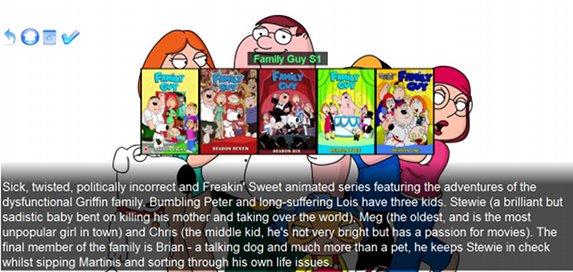 Family Guy S1
FAMILY GUY
FAMILY GUY
SEASON SEVEN
FAMILY GUY
SEASON SIX
FAMILY GUY
FAMILY GUY
Sick, twisted, politically incorrect and Freakin' Sweet animated series featuring the adventures of the
dysfunctional Griffin family. Bumbling Peter and long-suffering Lois have three kids. Stewie (a brilliant but
sadistic baby bent on killing his mother and taking over the world), Meg (the oldest, and is the most
unpopular girl in town) and Chris (the middle kid, he's not very bright but has a passion for movies). The
final member of the family is Brian - a talking dog and much more than a pet, he keeps Stewie in check
whilst sipping Martinis and sorting through his own life issues.